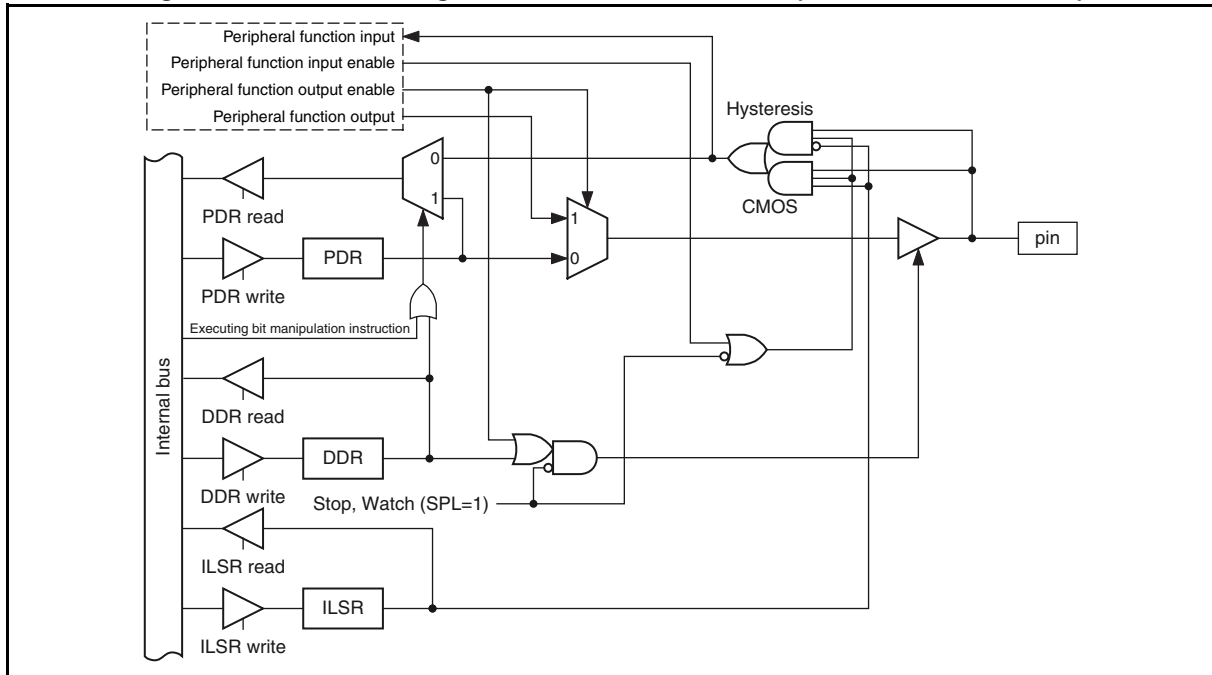 Peripheral function input
Peripheral function input enable
Peripheral function output enable
Peripheral function output
Hysteresis
0
1
CMOS
PDR read
1
pin
PDR
0
PDR write
Executing bit manipulation instruction
Internal bus
DDR read
DDR
DDR write
Stop, Watch (SPL=1)
ILSR read
ILSR
ILSR write